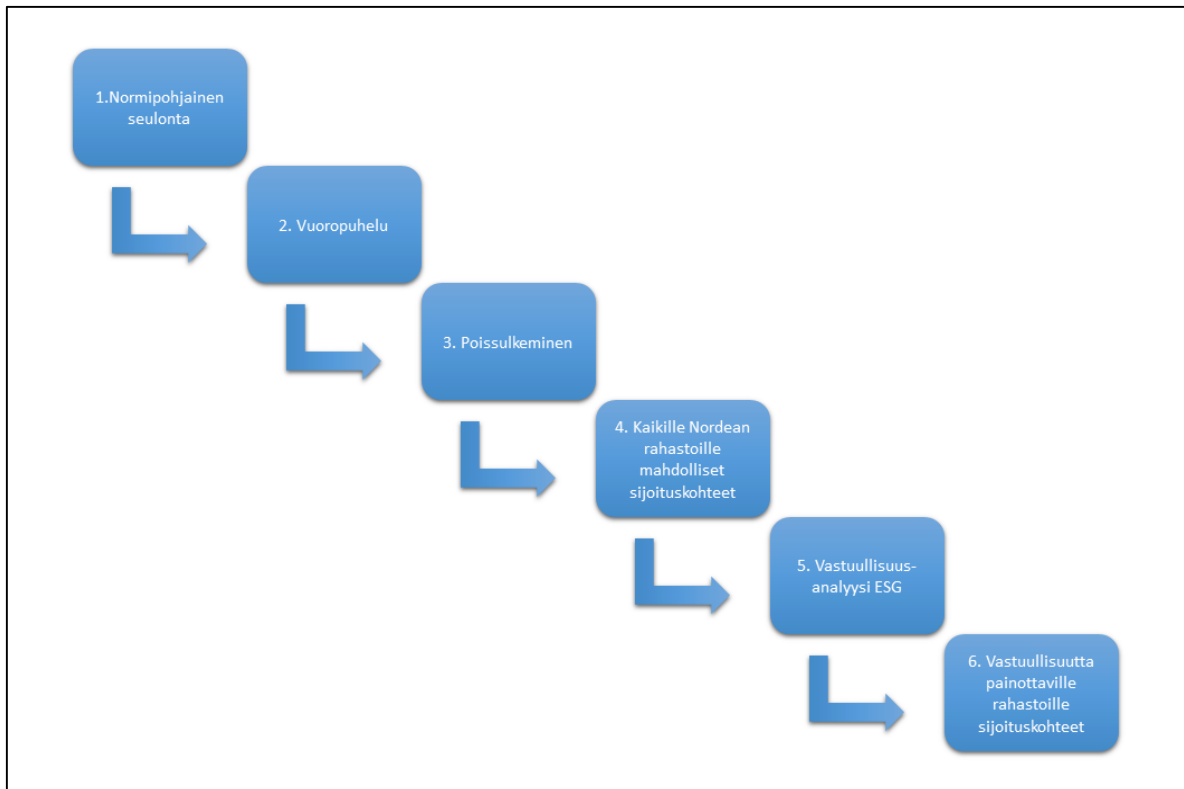 1.Normipohjainen
seulonta
2. Vuoropuhelu
3. Poissulkeminen
4. Kaikille Nordean
rahastoille
mahdolliset
sijoituskohteet
5. Vastuullisuus-
analyysi ESG
6. Vastuullisuutta
painottaville
rahastoille
sijoituskohteet